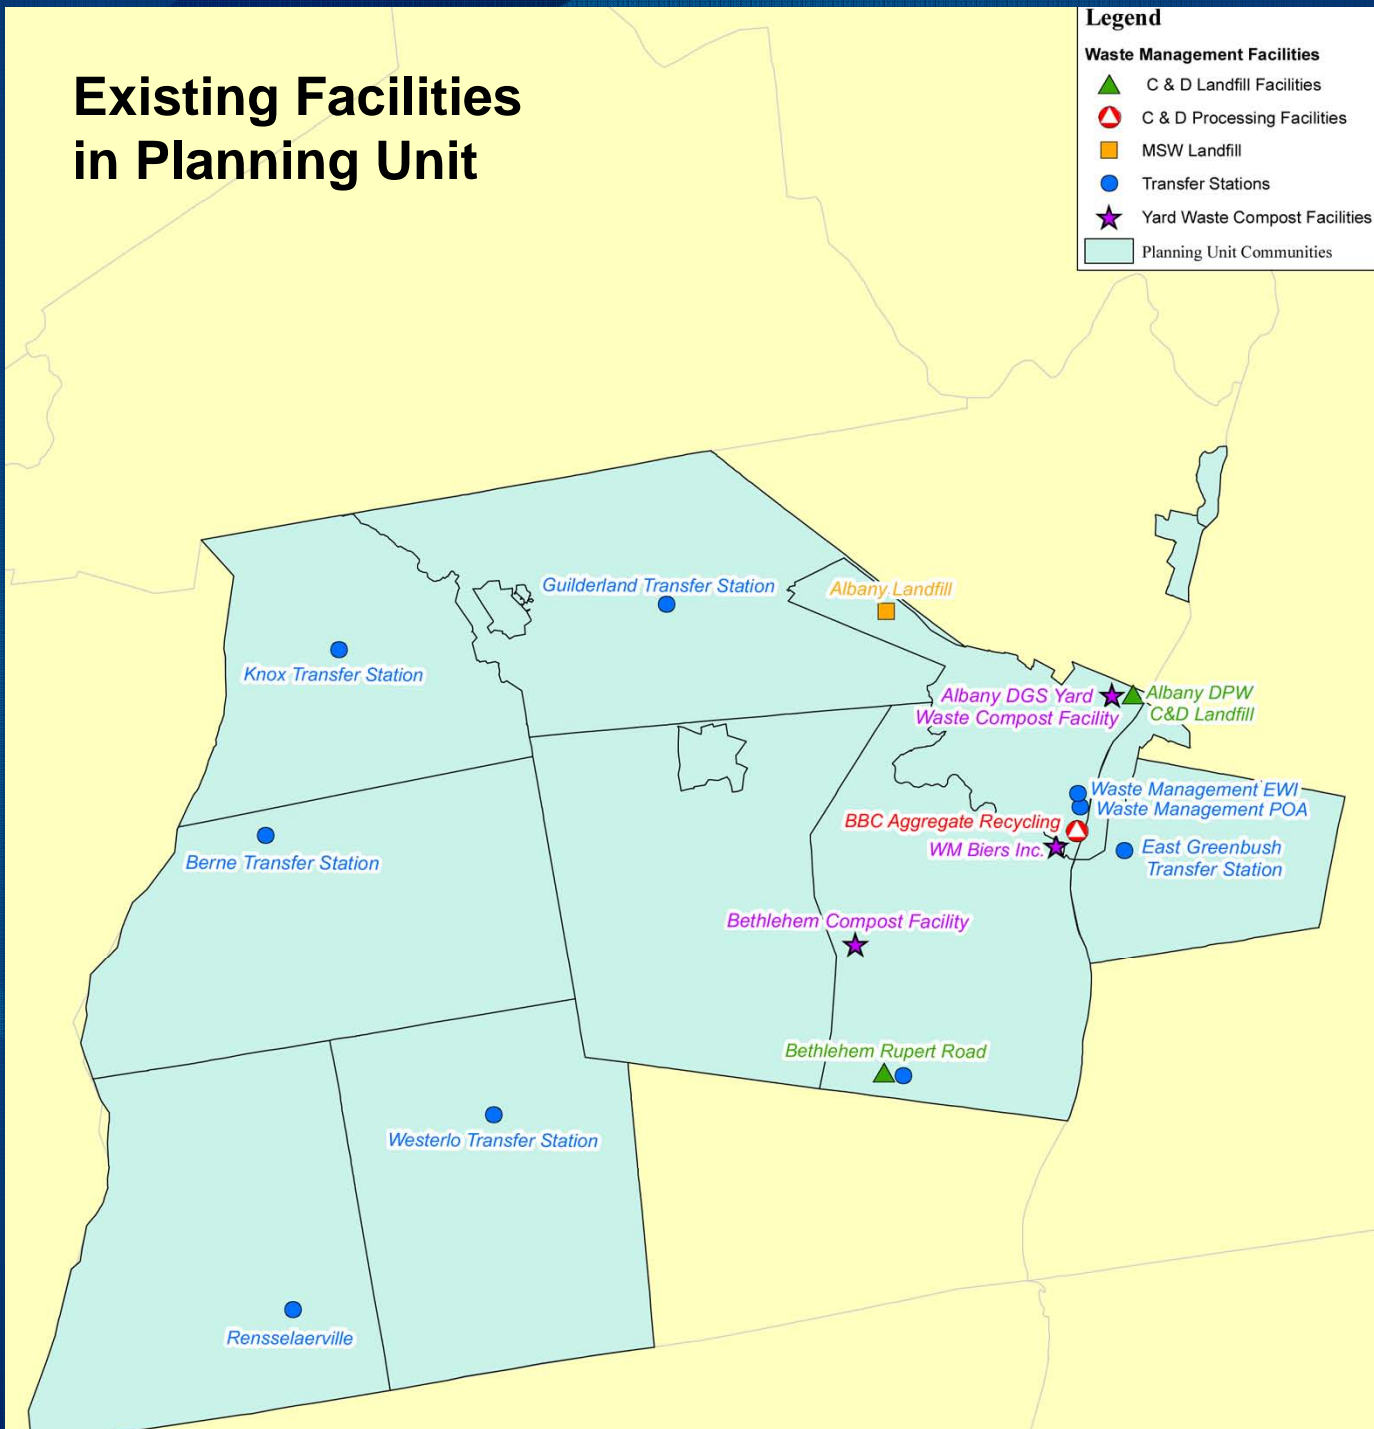 Existing Facilities
in Planning Unit
Legend
Waste Management Facilities
C & D Landfill Facilities
C & D Processing Facilities
MSW Landfill
Transfer Stations
Yard Waste Compost Facilities
Planning Unit Communities
Guilderland Transfer Station
Albany Landfill
Knox Transfer Station
Albany DGS Yard
Waste Compost Facility
Albany DPW
C&D Landfill
Waste Management EWI
Waste Management POA
BBC Aggregate Recycling
WM Biers Inc.
East Greenbush
Transfer Station
Berne Transfer Station
Bethlehem Compost Facility
Bethlehem Rupert Road
Westerlo Transfer Station
Rensselaerville